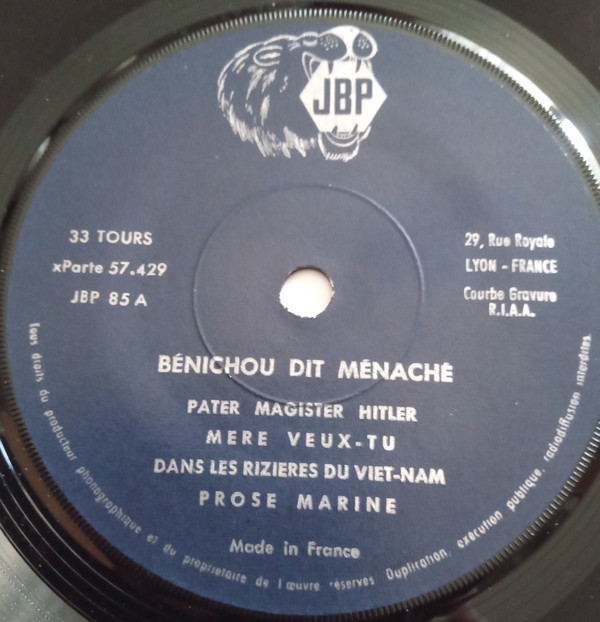 JBP
33 TOURS
xParte 57.429
JBP 85 A
29, Rue Royale
LYON - FRANCE
Courbe Gravure
R.I.A.A.
BÉNICHOU DIT MÉNACHÉ
PATER MAGISTER HITLER
MERE VEUX-TU
DANS LES RIZIERES DU VIET-NAM
PROSE MARINE
Made in France
Tous droits du producteur phonographique et du propriétaire de l œuvre réservés Duplication, exécution publique, radiodiffusion interdites.